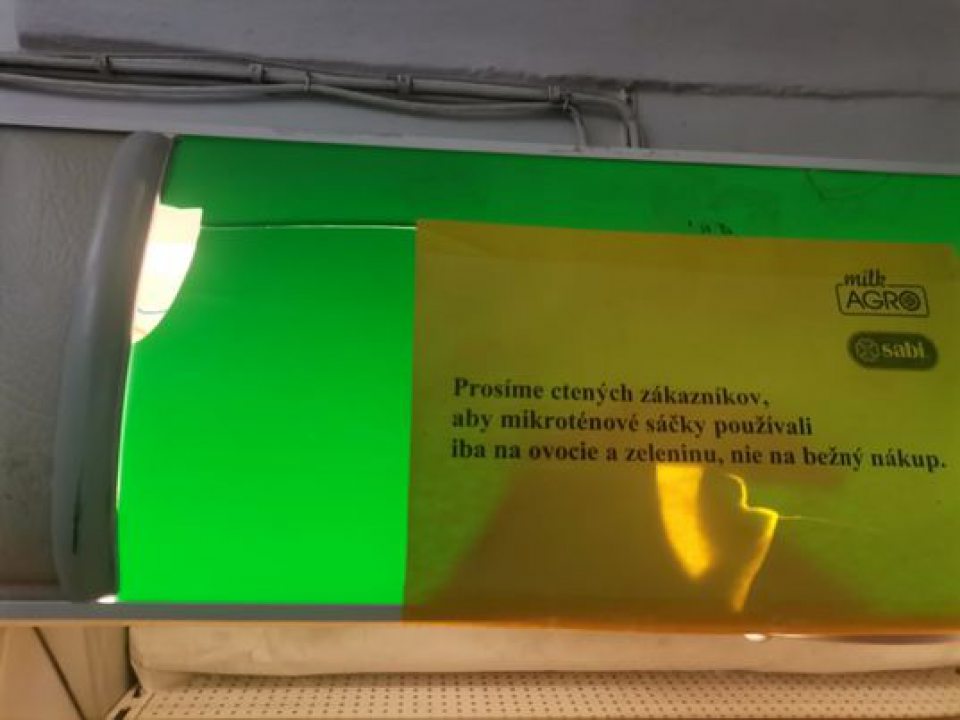 milk
AGRO
sabi
Prosíme ctených zákazníkov,
aby mikroténové sáčky používali
iba na ovocie a zeleninu, nie na bežný nákup.